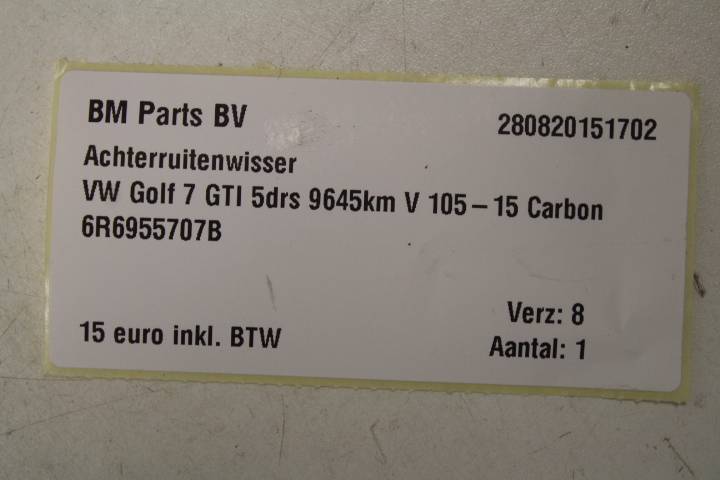 BM Parts BV 280820151702
Achterruitenwisser
VW Golf 7 GTI 5drs 9645km V 105-15 Carbon
6R6955707B
Verz: 8
15 euro inkl. BTW Aantal: 1